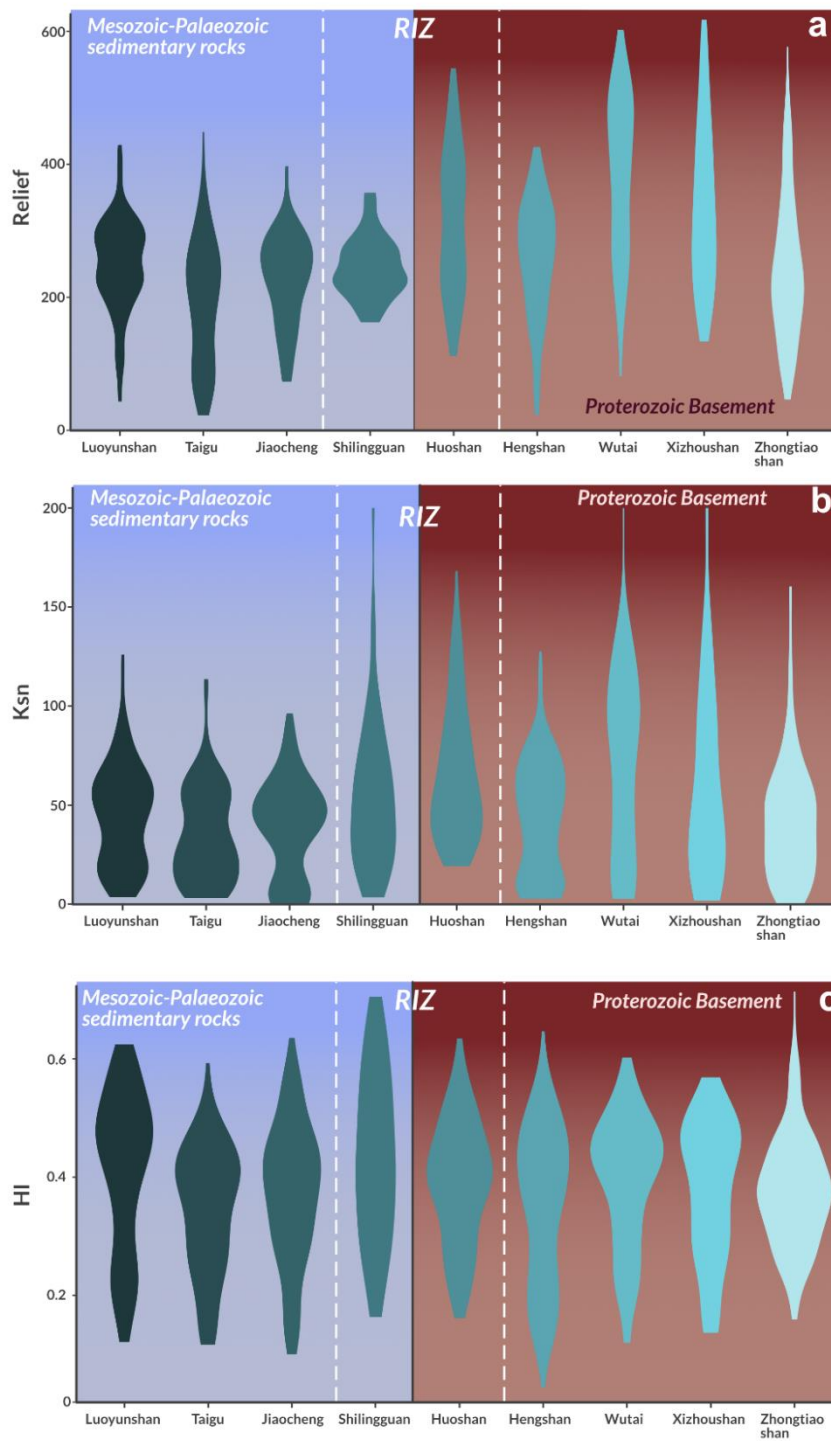 Mesozoic-Palaeozoic
sedimentary rocks
RIZ
a
600
400
200
0
Relief
Proterozoic Basement
Luoyunshan Taigu Jiaocheng Shilingguan Huoshan Hengshan Wutai Xizhoushan Zhongtiao
shan
Mesozoic-Palaeozoic
sedimentary rocks
RIZ
Proterozoic Basement
b
200
150
100
50
0
Ksn
Luoyunshan Taigu Jiaocheng Shilingguan Huoshan Hengshan Wutai Xizhoushan Zhongtiao
shan
Mesozoic-Palaeozoic
sedimentary rocks
RIZ
Proterozoic Basement
c
0.6
0.4
0.2
0
HI
Luoyunshan Taigu Jiaocheng Shilingguan Huoshan Hengshan Wutai Xizhoushan Zhongtiao
shan